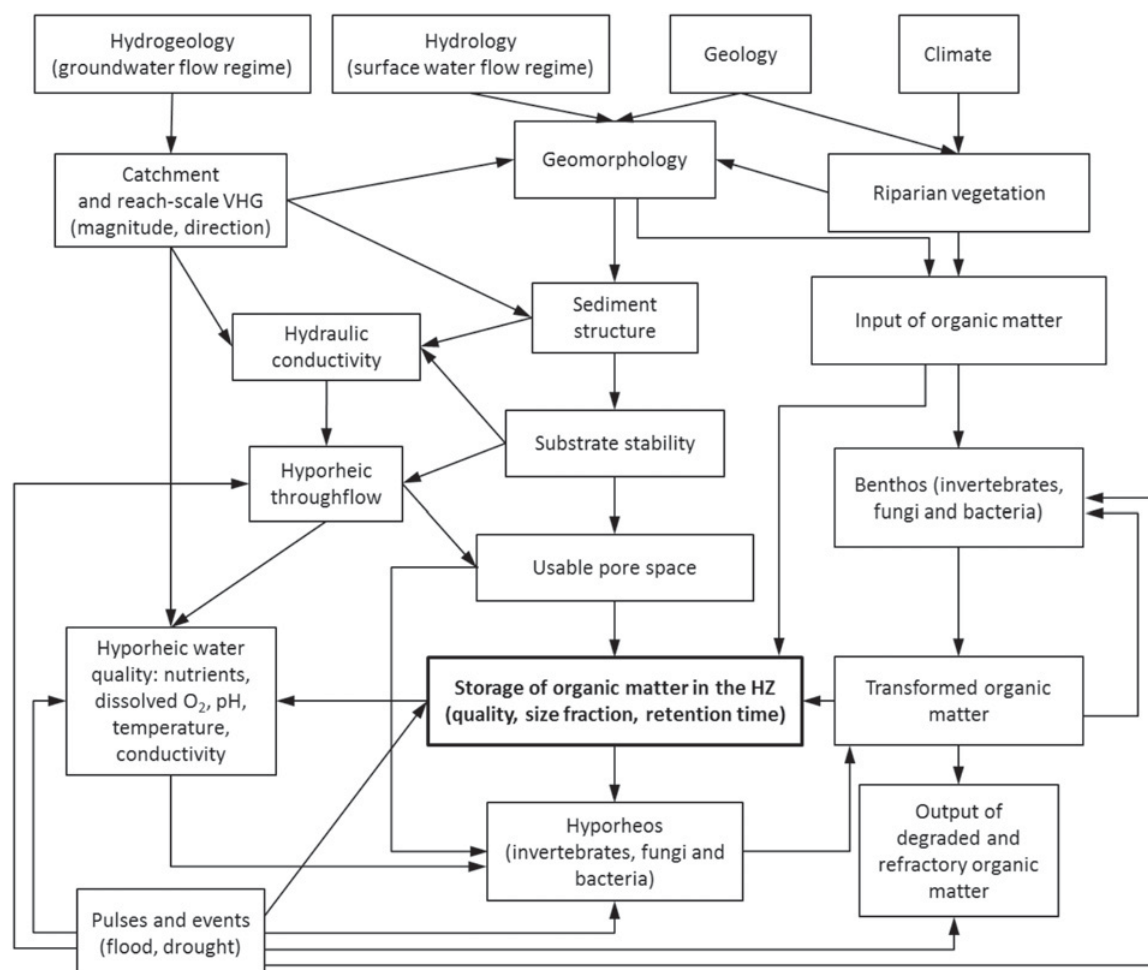 Hydrogeology
(groundwater flow regime)
Hydrology
(surface water flow regime)
Geology
Climate
Catchment
and reach-scale VHG
(magnitude, direction)
Geomorphology
Riparian vegetation
Sediment
structure
Input of organic matter
Hydraulic
conductivity
Substrate stability
Hyporheic
throughflow
Benthos (invertebrates,
fungi and bacteria)
Usable pore space
Hyporheic water
quality: nutrients,
dissolved O₂, pH,
temperature,
conductivity
Storage of organic matter in the HZ
(quality, size fraction, retention time)
Transformed organic
matter
Hyporheos
(invertebrates, fungi and
bacteria)
Output of
degraded and
refractory organic
matter
Pulses and events
(flood, drought)